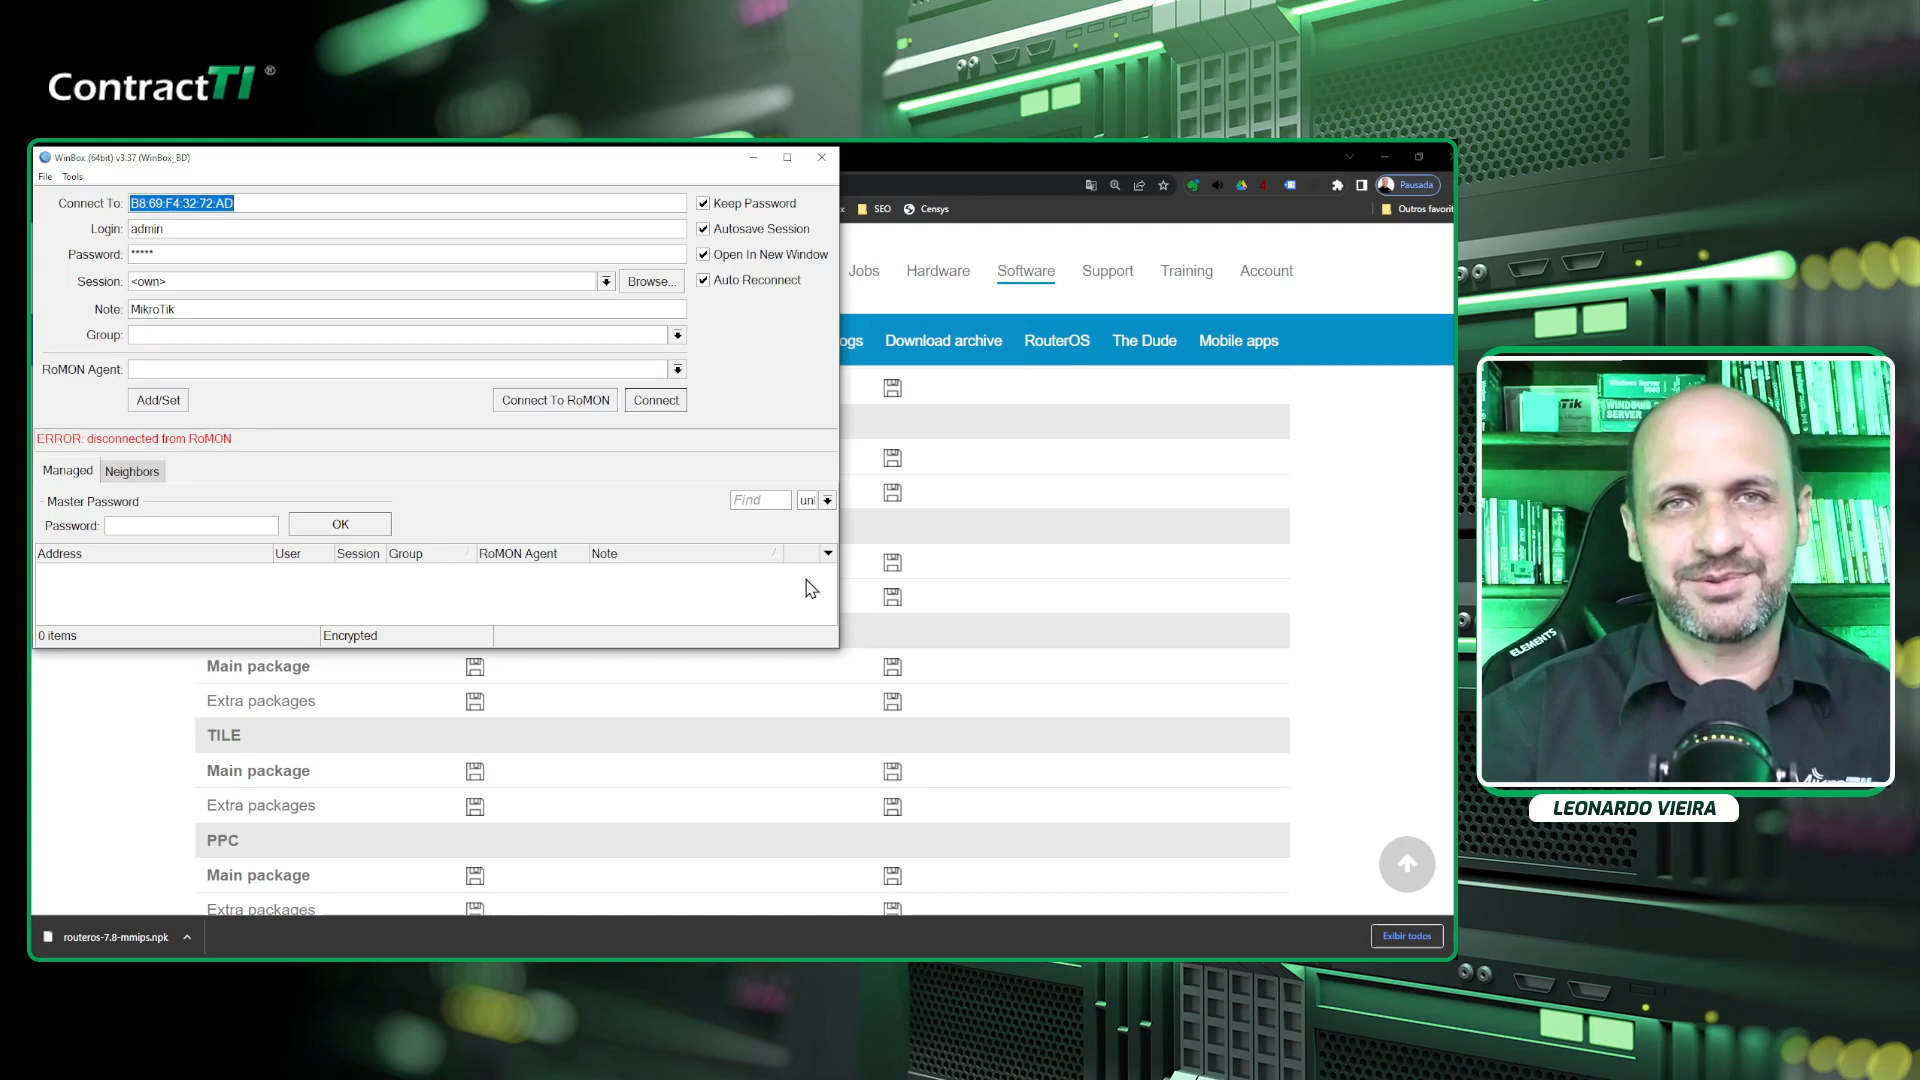 ContractTI ®
WinBox (64bit) v3.37 (WinBox_BD)
File Tools
Connect To: B8:69:F4:32:72:AD
Keep Password
Login: admin
Autosave Session
Password: *****
Open In New Window
Session: <own>
Browse...
Auto Reconnect
Note: MikroTik
Group:
RoMON Agent:
Add/Set
Connect To RoMON
Connect
ERROR: disconnected from RoMON
Managed
Neighbors
Master Password
Find
Password:
OK
Address User Session Group RoMON Agent Note
0 items
Encrypted
Pausada
SEO
Censys
Outros favorit
Jobs Hardware Software Support Training Account
ogs Download archive RouterOS The Dude Mobile apps
Main package
Extra packages
TILE
Main package
Extra packages
PPC
Main package
Extra packages
routeros-7.8-mmips.npk
Exibir todos
WINDOWS
SERVER
ELEMENTS
LEONARDO VIEIRA